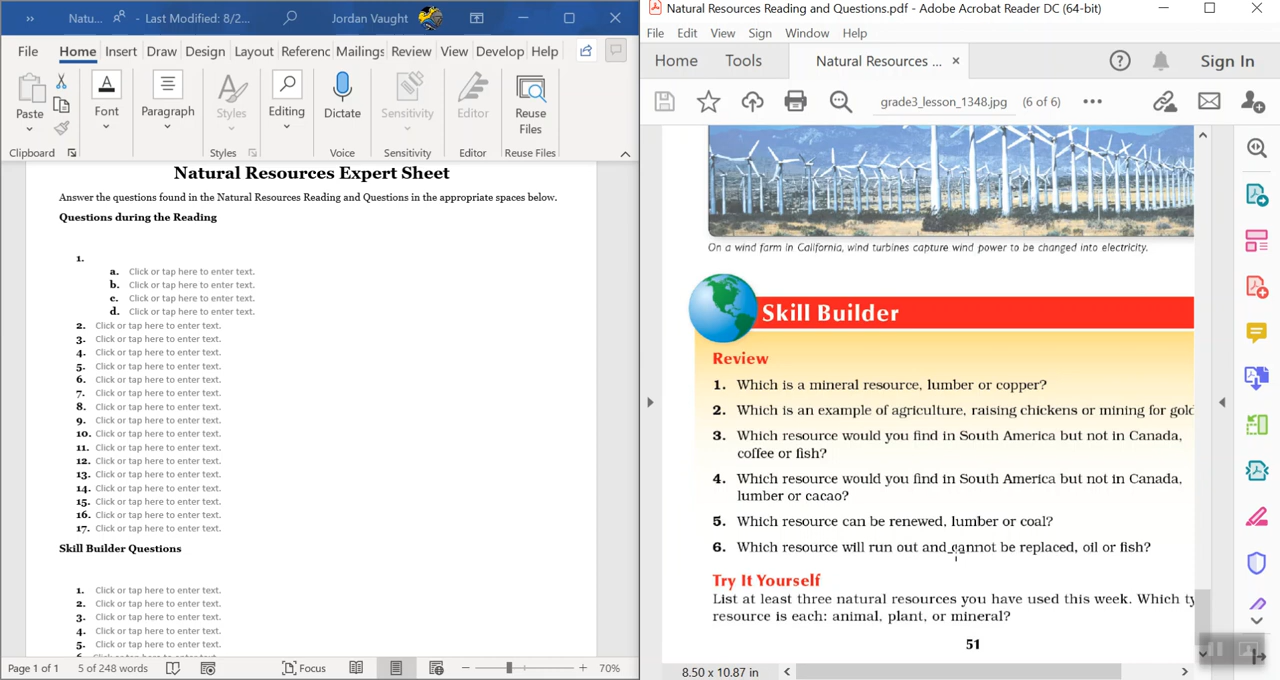 Natu... - Last Modified: 8/2... Jordan Vaught
File Home Insert Draw Design Layout Referenc Mailings Review View Develop Help
Paste Font Paragraph Styles Editing Dictate Sensitivity Editor Reuse Files
Clipboard Styles Voice Sensitivity Editor Reuse Files
Natural Resources Expert Sheet
Answer the questions found in the Natural Resources Reading and Questions in the appropriate spaces below.
Questions during the Reading
1.
a. Click or tap here to enter text.
b. Click or tap here to enter text.
c. Click or tap here to enter text.
d. Click or tap here to enter text.
2. Click or tap here to enter text.
3. Click or tap here to enter text.
4. Click or tap here to enter text.
5. Click or tap here to enter text.
6. Click or tap here to enter text.
7. Click or tap here to enter text.
8. Click or tap here to enter text.
9. Click or tap here to enter text.
10. Click or tap here to enter text.
11. Click or tap here to enter text.
12. Click or tap here to enter text.
13. Click or tap here to enter text.
14. Click or tap here to enter text.
15. Click or tap here to enter text.
16. Click or tap here to enter text.
17. Click or tap here to enter text.
Skill Builder Questions
1. Click or tap here to enter text.
2. Click or tap here to enter text.
3. Click or tap here to enter text.
4. Click or tap here to enter text.
5. Click or tap here to enter text.
Page 1 of 1 5 of 248 words Focus 70%
Natural Resources Reading and Questions.pdf - Adobe Acrobat Reader DC (64-bit)
File Edit View Sign Window Help
Home Tools Natural Resources ... × Sign In
grade3_lesson_1348.jpg (6 of 6)
On a wind farm in California, wind turbines capture wind power to be changed into electricity.
Skill Builder
Review
1. Which is a mineral resource, lumber or copper?
2. Which is an example of agriculture, raising chickens or mining for gold
3. Which resource would you find in South America but not in Canada,
coffee or fish?
4. Which resource would you find in South America but not in Canada,
lumber or cacao?
5. Which resource can be renewed, lumber or coal?
6. Which resource will run out and cannot be replaced, oil or fish?
Try It Yourself
List at least three natural resources you have used this week. Which ty
resource is each: animal, plant, or mineral?
51
8.50 x 10.87 in